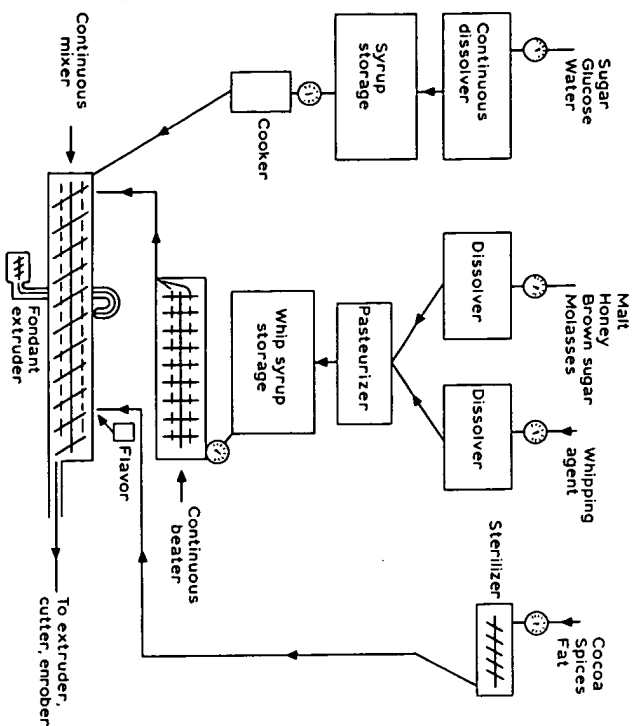 Sugar
Glucose
Water
Continuous
dissolver
Syrup
storage
Cooker
Continuous
mixer
Malt
Honey
Brown sugar
Molasses
Whipping
agent
Dissolver
Dissolver
Pasteurizer
Whip syrup
storage
Continuous
beater
Cocoa
Spices
Fat
Sterilizer
Flavor
Fondant
extruder
To extruder,
cutter, enrober